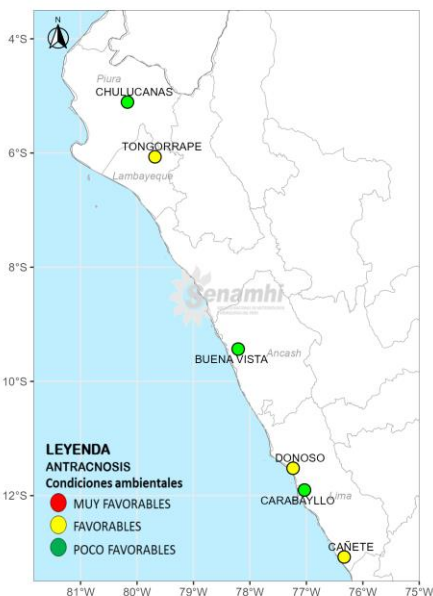 N
4°S
Piura
CHULUCANAS
TONGORRAPE
6°S
Lambayeque
8°S
Senamhi
BUENA VISTA
Ancash
10°S
LEYENDA
ANTRACNOSIS
Condiciones ambientales
MUY FAVORABLES
FAVORABLES
POCO FAVORABLES
DONOSO
CARABAYLLO
Lima
12°S
CAÑETE
81°W 80°W 79°W 78°W 77°W 76°W 75°W